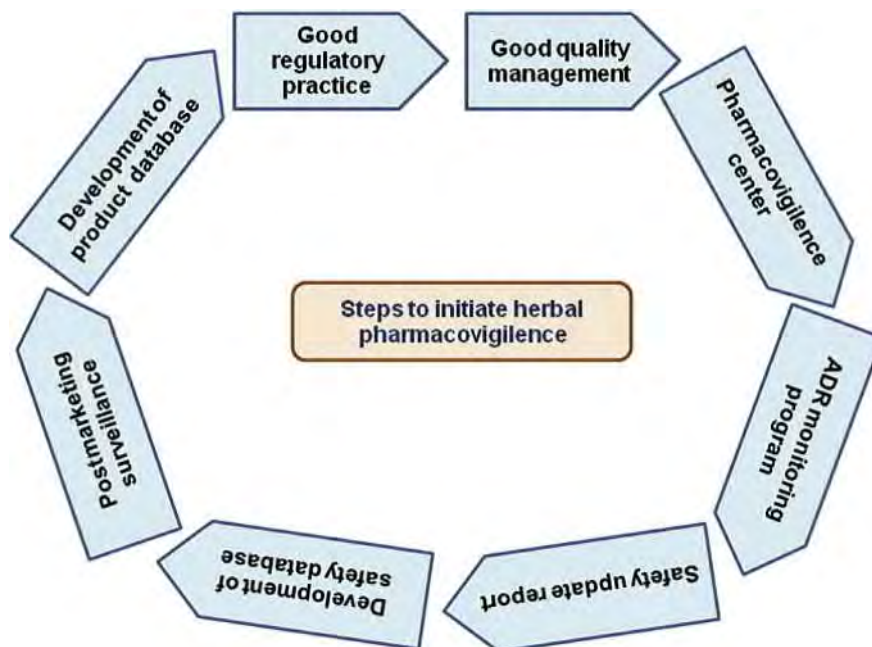 Good
regulatory
practice
Good quality
management
Pharmacovigilence
center
ADR monitoring
program
Safety update report
Development of
safety database
Postmarketing
surveillance
Development of
product database
Steps to initiate herbal
pharmacovigilence